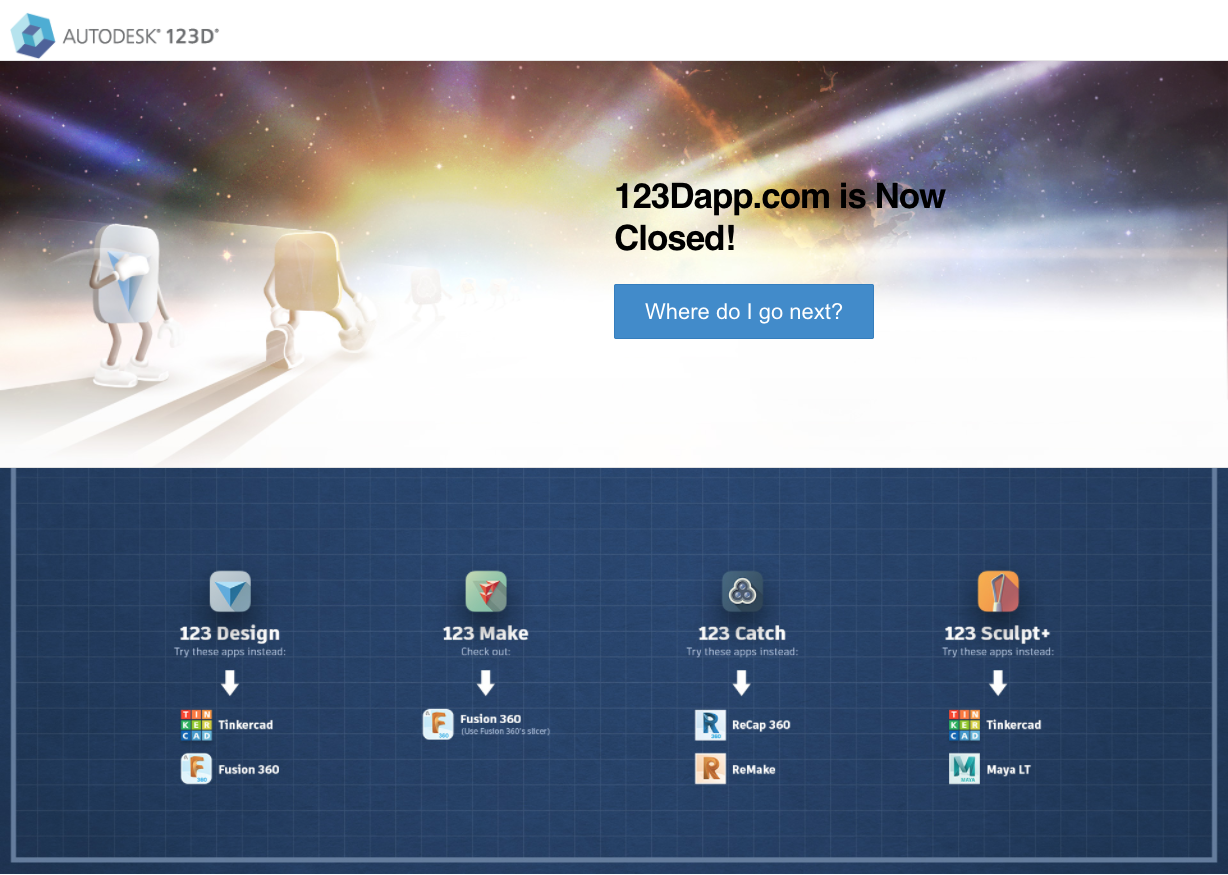 AUTODESK® 123D®
123Dapp.com is Now
Closed!
Where do I go next?
123 Design
Try these apps instead:
TIN
KER
CAD
Tinkercad
F
360
Fusion 360
123 Make
Check out:
F
360
Fusion 360
(Use Fusion 360's slicer)
123 Catch
Try these apps instead:
R
360
ReCap 360
R
ReMake
123 Sculpt+
Try these apps instead:
TIN
KER
CAD
Tinkercad
M
MAYA
Maya LT